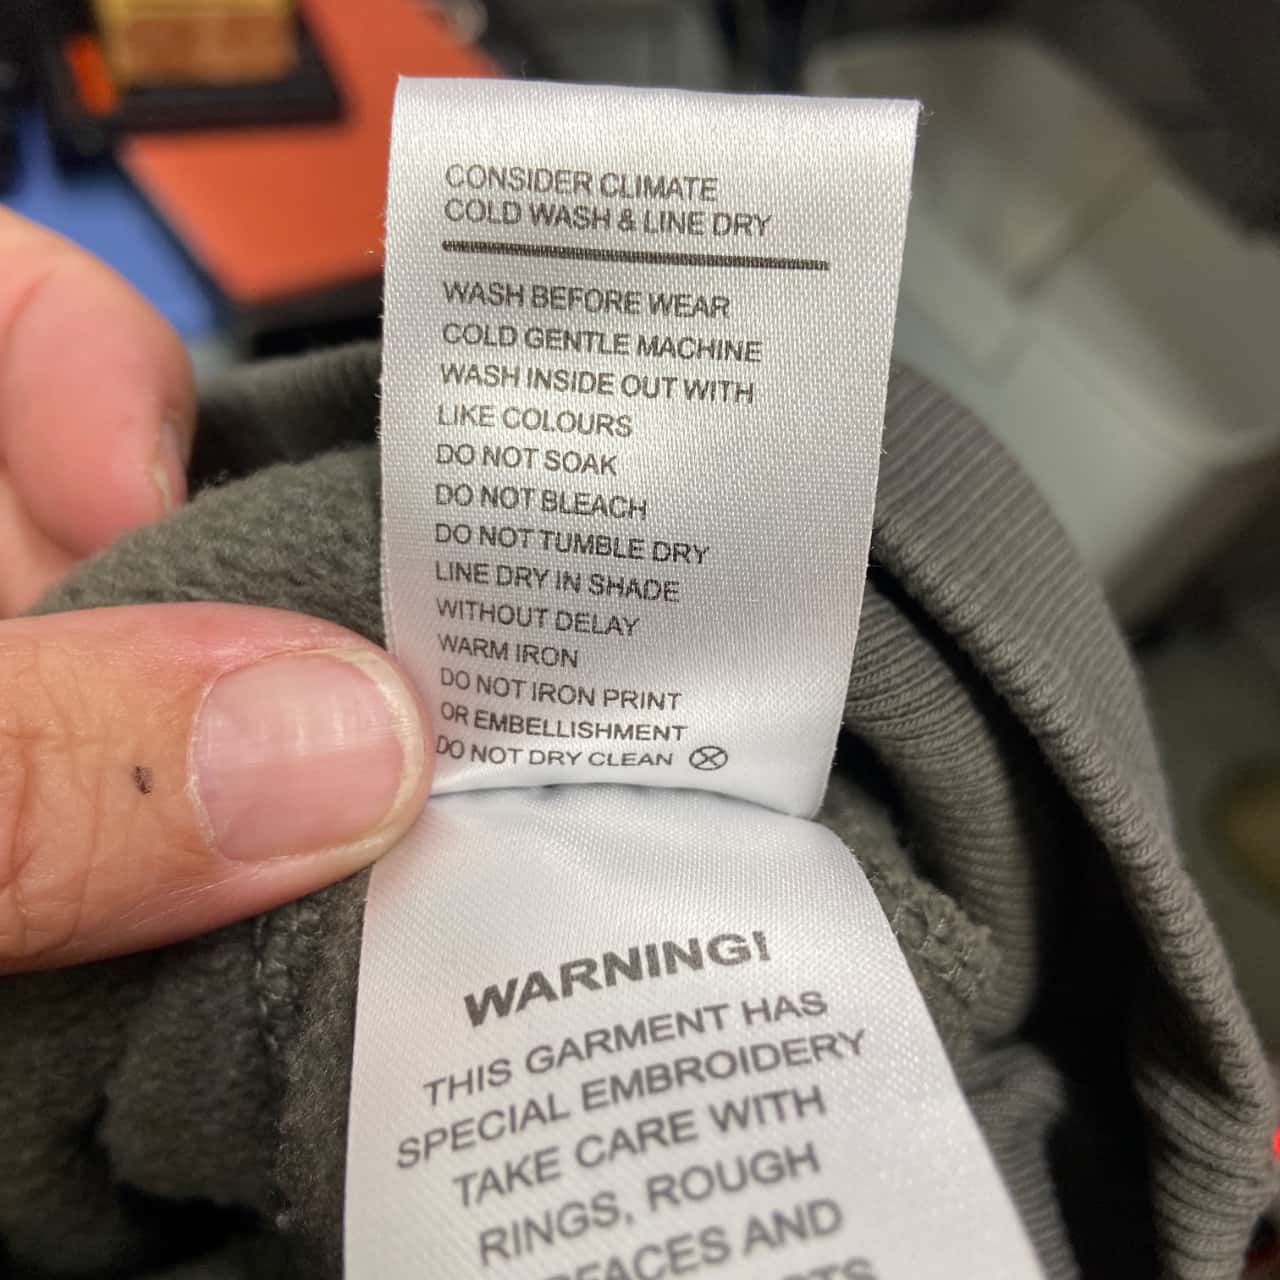 CONSIDER CLIMATE
COLD WASH & LINE DRY
WASH BEFORE WEAR
COLD GENTLE MACHINE
WASH INSIDE OUT WITH
LIKE COLOURS
DO NOT SOAK
DO NOT BLEACH
DO NOT TUMBLE DRY
LINE DRY IN SHADE
WITHOUT DELAY
WARM IRON
DO NOT IRON PRINT
OR EMBELLISHMENT
DO NOT DRY CLEAN
WARNING!
THIS GARMENT HAS
SPECIAL EMBROIDERY
TAKE CARE WITH
RINGS, ROUGH
AND